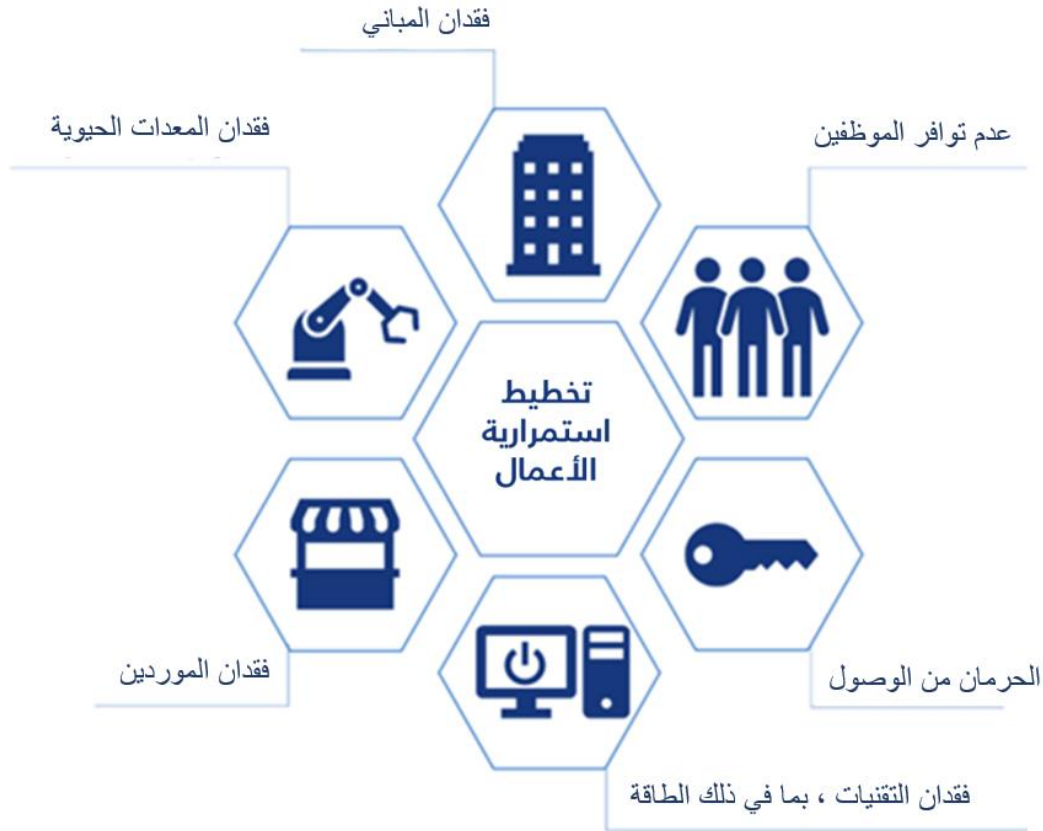 فقدان المباني
عدم توافر الموظفين
فقدان المعدات الحيوية
تخطيط
استمرارية
الأعمال
الحرمان من الوصول
فقدان الموردين
فقدان التقنيات ، بما في ذلك الطاقة